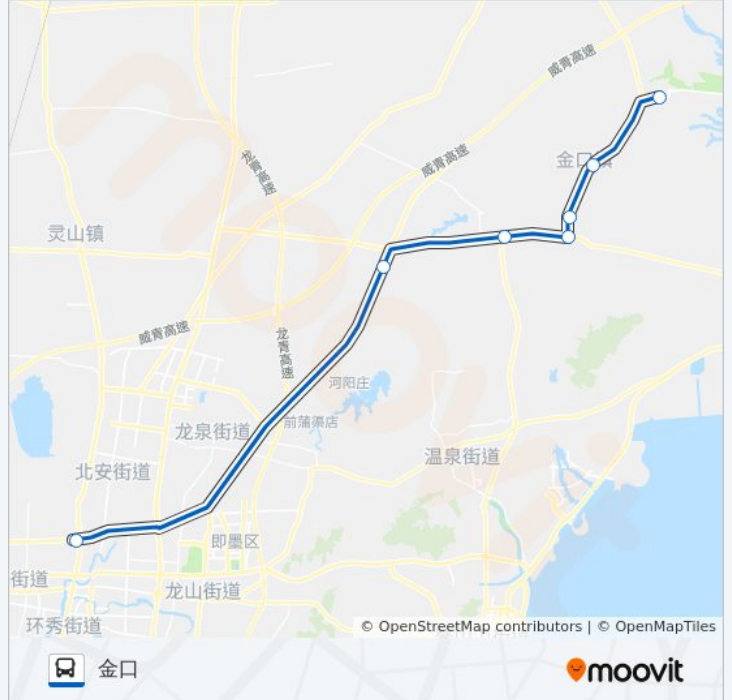 威青高速
威青高速
金口镇
龙青高速
灵山镇
威青高速
龙青高速
河阳庄
前蒲渠店
龙泉街道
温泉街道
北安街道
即墨区
街道
龙山街道
环秀街道
© OpenStreetMap contributors | © OpenMapTiles
金口
moovit